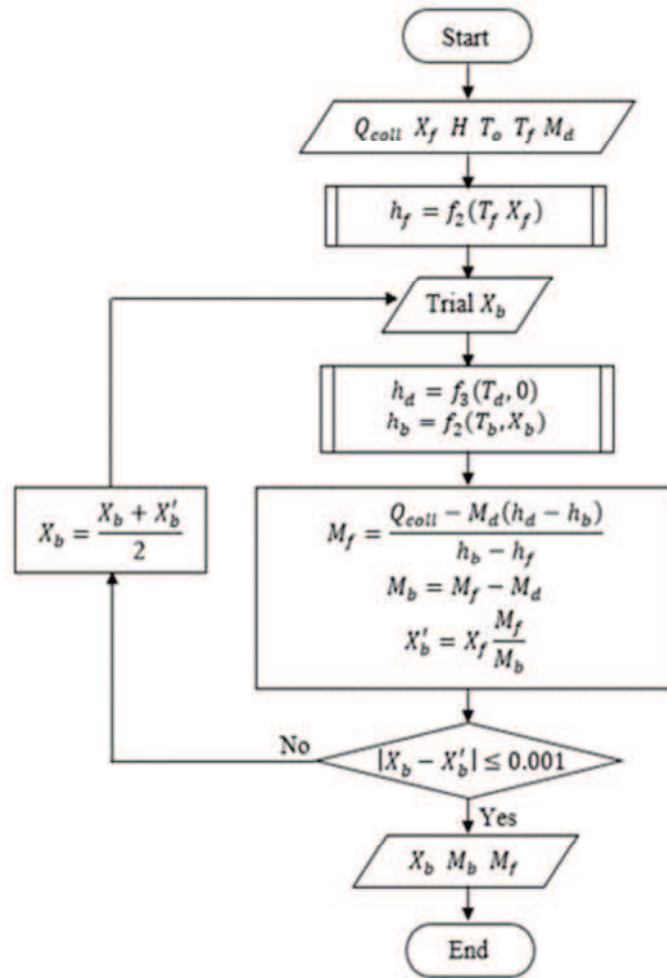 Start
Q_coll X_f H T_o T_f M_d
h_f = f_2(T_f X_f)
Trial X_b
h_d = f_3(T_d, 0)
h_b = f_2(T_b, X_b)
X_b = (X_b + X'_b) / 2
M_f = (Q_coll − M_d(h_d − h_b)) / (h_b − h_f)
M_b = M_f − M_d
X'_b = X_f M_f / M_b
No
|X_b − X'_b| ≤ 0.001
Yes
X_b M_b M_f
End